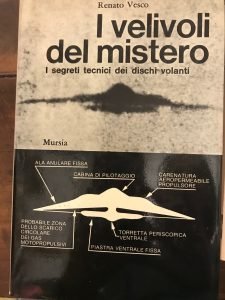 Renato Vesco
I velivoli
del mistero
I segreti tecnici dei dischi volanti
Mursia
ALA ANULARE FISSA
CABINA DI PILOTAGGIO
CARENATURA
AEROPERMEABILE
PROPULSORE
PROBABILE ZONA
DELLO SCARICO
CIRCOLARE
DEI GAS
MOTOPROPULSIVI
TORRETTA PERISCOPICA
VENTRALE
PIASTRA VENTRALE FISSA